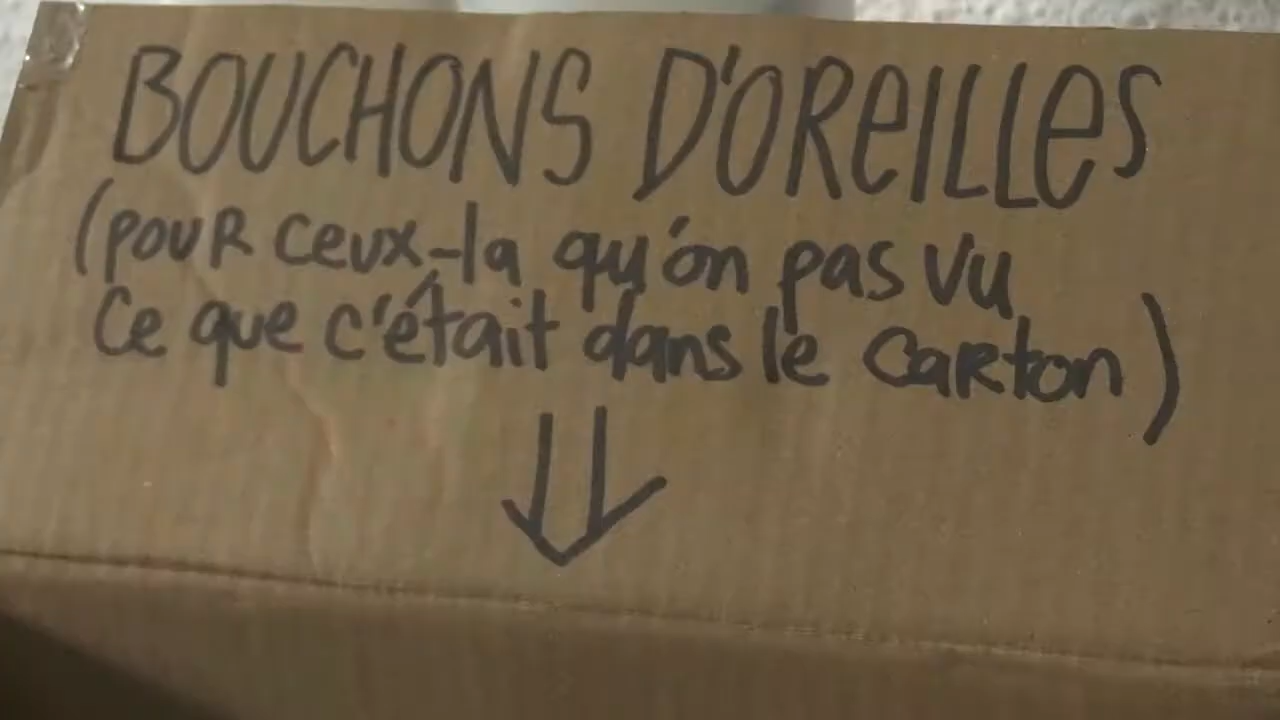 BOUCHONS D'OREILLES
(pour ceux-la qu'on pas vu
Ce que c'était dans le carton)